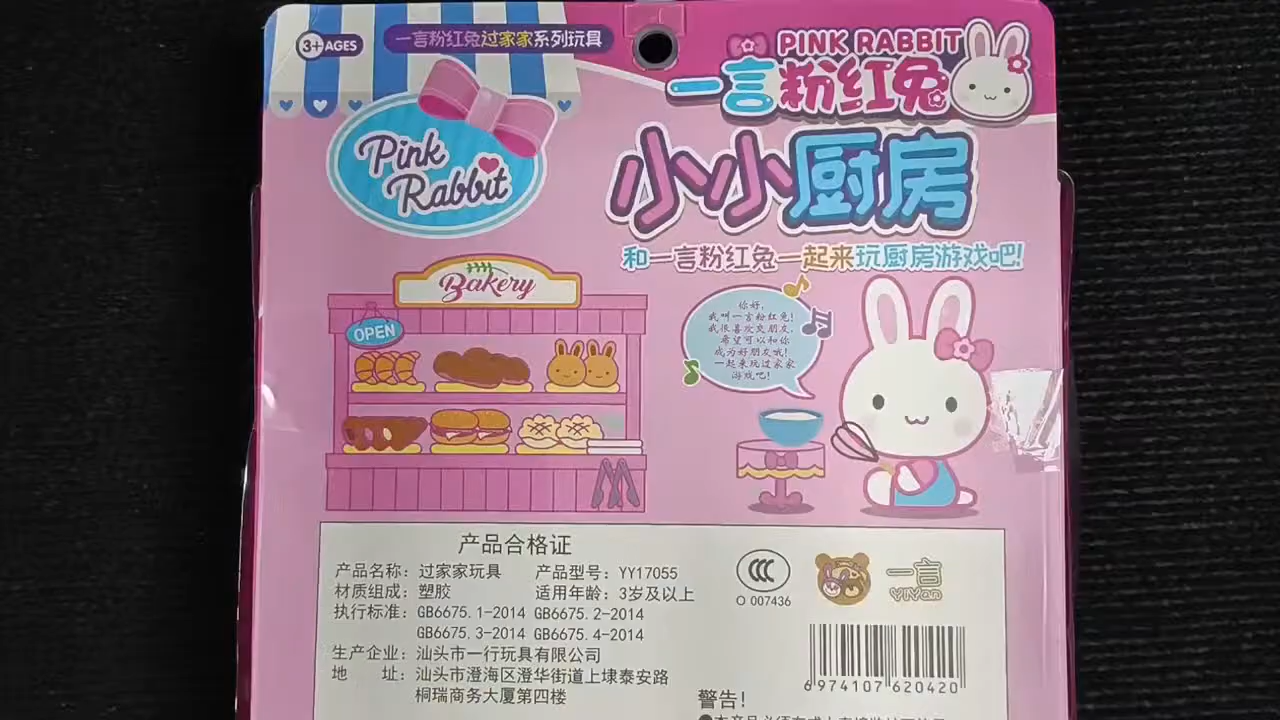 3+ AGES
一言粉红兔过家家系列玩具
PINK RABBIT
一言粉红兔
Pink
Rabbit
小小厨房
和一言粉红兔一起来玩厨房游戏吧!
Bakery
OPEN
你好,
我叫一言粉红兔!
我很喜欢交朋友,
希望可以和你
成为好朋友哦!
一起来玩过家家
游戏吧!
产品合格证
产品名称: 过家家玩具 产品型号: YY17055
材质组成: 塑胶 适用年龄: 3岁及以上
执行标准: GB6675.1-2014 GB6675.2-2014
GB6675.3-2014 GB6675.4-2014
生产企业: 汕头市一行玩具有限公司
地 址: 汕头市澄海区澄华街道上埭泰安路
桐瑞商务大厦第四楼
CCC
O 007436
一言
YiYan
6974107620420
警告!